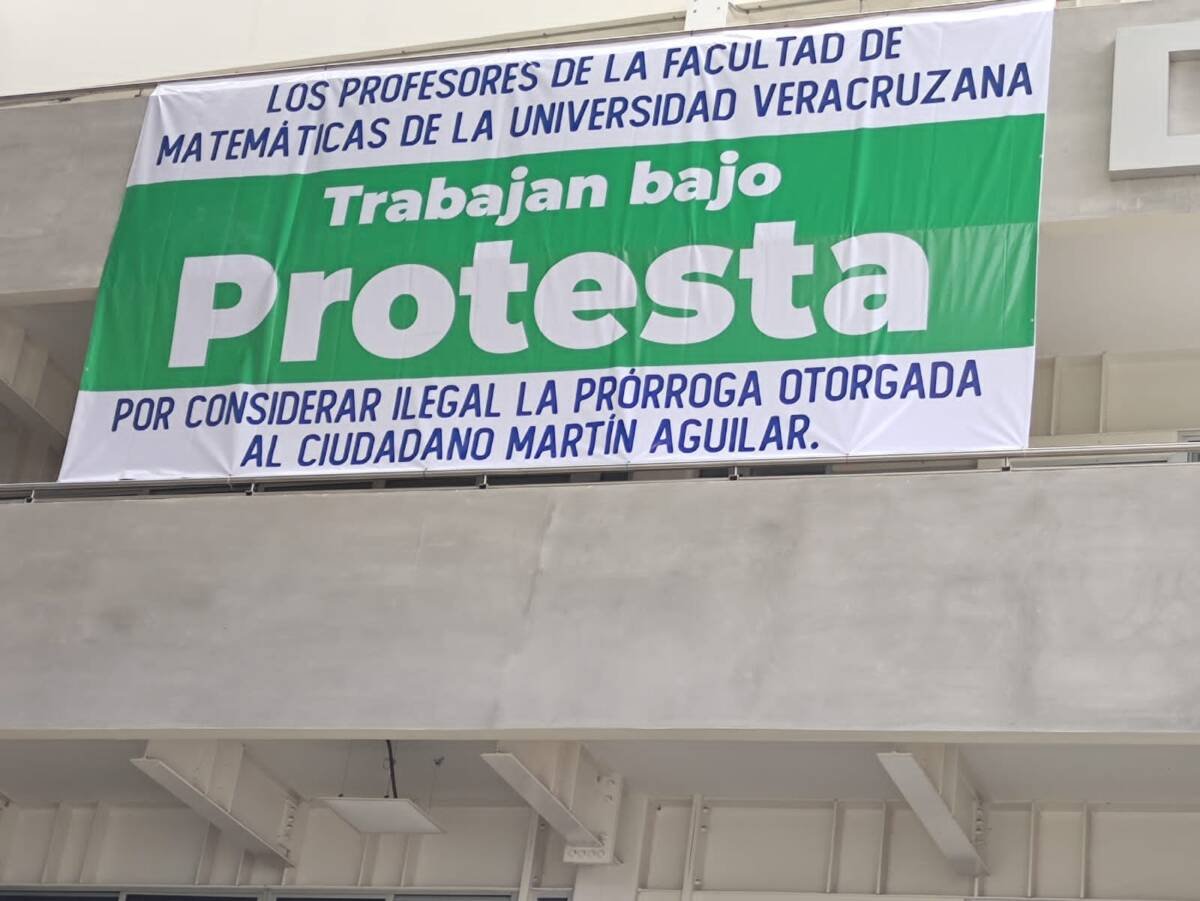 LOS PROFESORES DE LA FACULTAD DE
MATEMÁTICAS DE LA UNIVERSIDAD VERACRUZANA
Trabajan bajo
Protesta
POR CONSIDERAR ILEGAL LA PRÓRROGA OTORGADA
AL CIUDADANO MARTÍN AGUILAR.